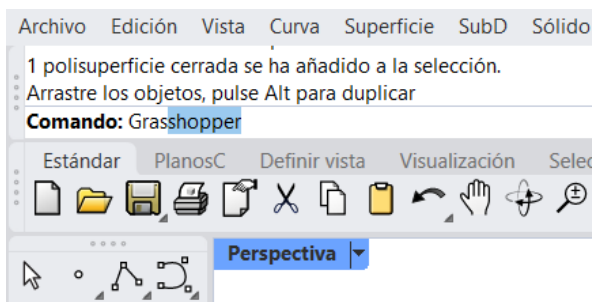 Archivo Edición Vista Curva Superficie SubD Sólido
1 polisuperficie cerrada se ha añadido a la selección.
Arrastre los objetos, pulse Alt para duplicar
Comando: Grasshopper
Estándar PlanosC Definir vista Visualización Selec
Perspectiva